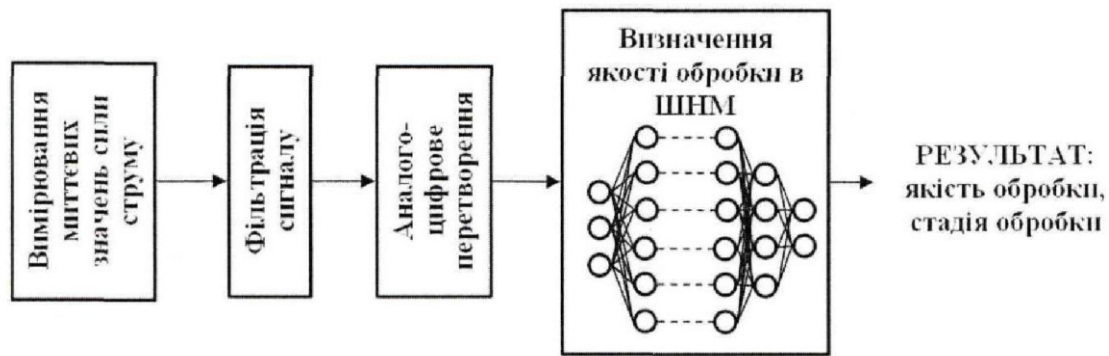 Вимірювання
миттєвих
значень сили
струму
Фільтрація
сигналу
Аналого-
цифрове
перетворення
Визначення
якості обробки в
ШНМ
РЕЗУЛЬТАТ:
якість обробки,
стадія обробки